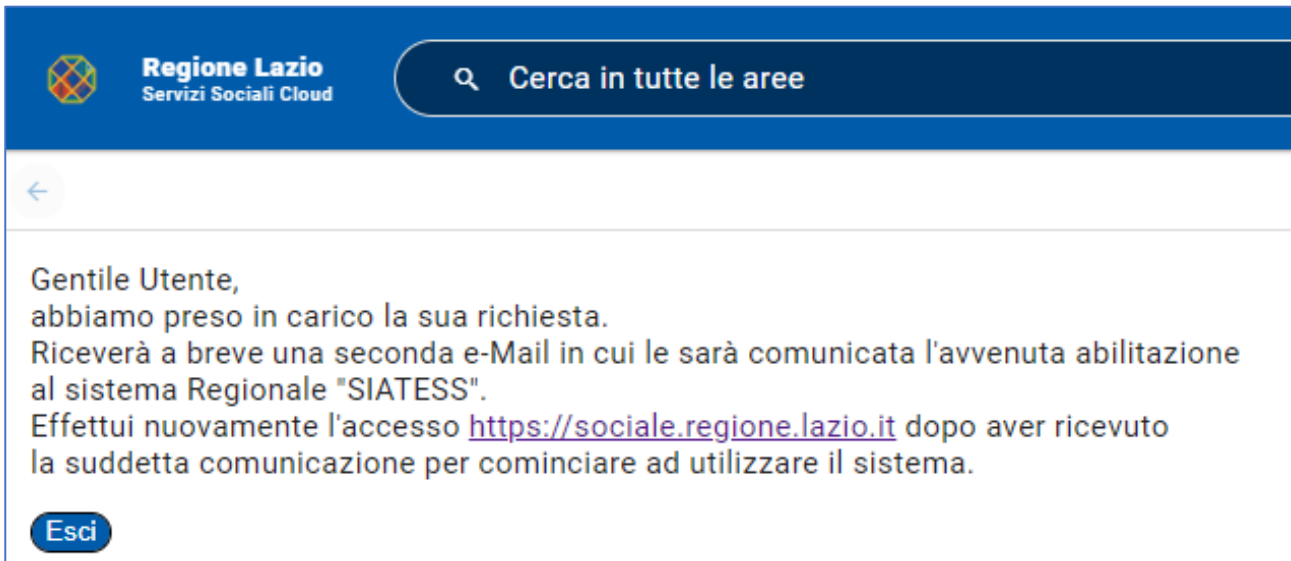 Regione Lazio
Servizi Sociali Cloud
Cerca in tutte le aree
Gentile Utente,
abbiamo preso in carico la sua richiesta.
Riceverà a breve una seconda e-Mail in cui le sarà comunicata l'avvenuta abilitazione
al sistema Regionale "SIATESS".
Effettui nuovamente l'accesso https://sociale.regione.lazio.it dopo aver ricevuto
la suddetta comunicazione per cominciare ad utilizzare il sistema.
Esci